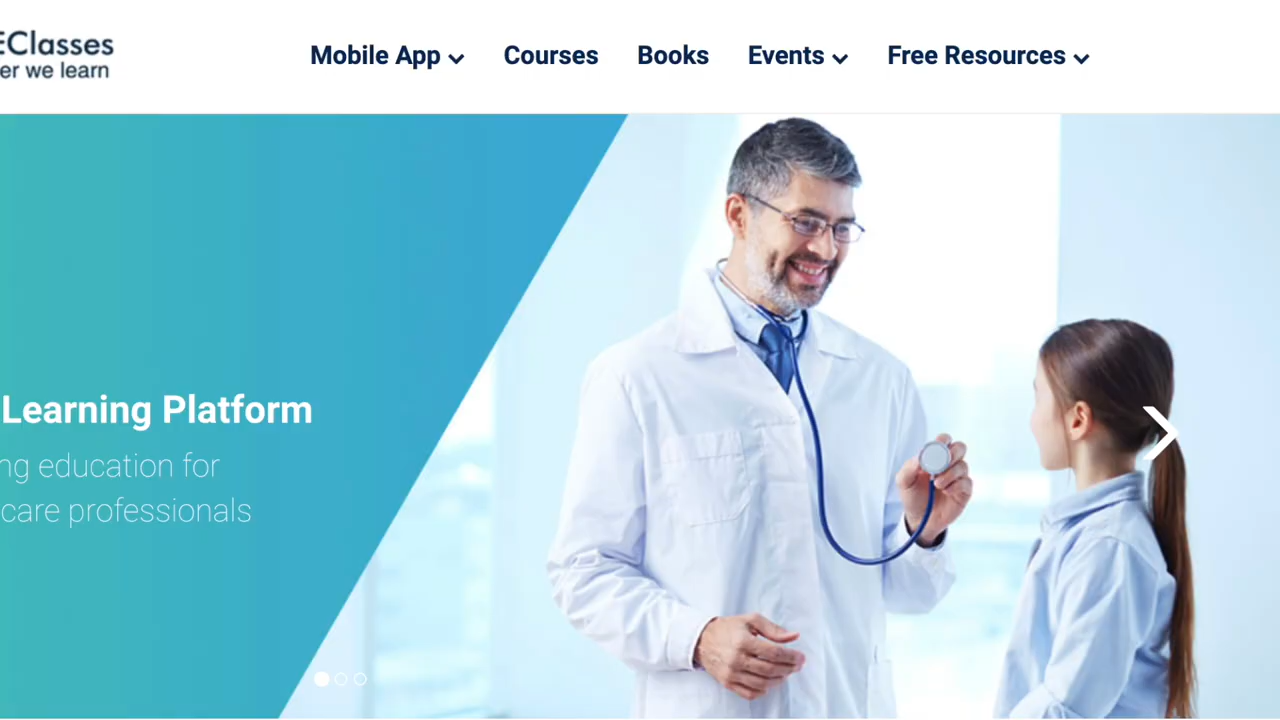 EClasses
er we learn
Mobile App
Courses
Books
Events
Free Resources
Learning Platform
ng education for
care professionals